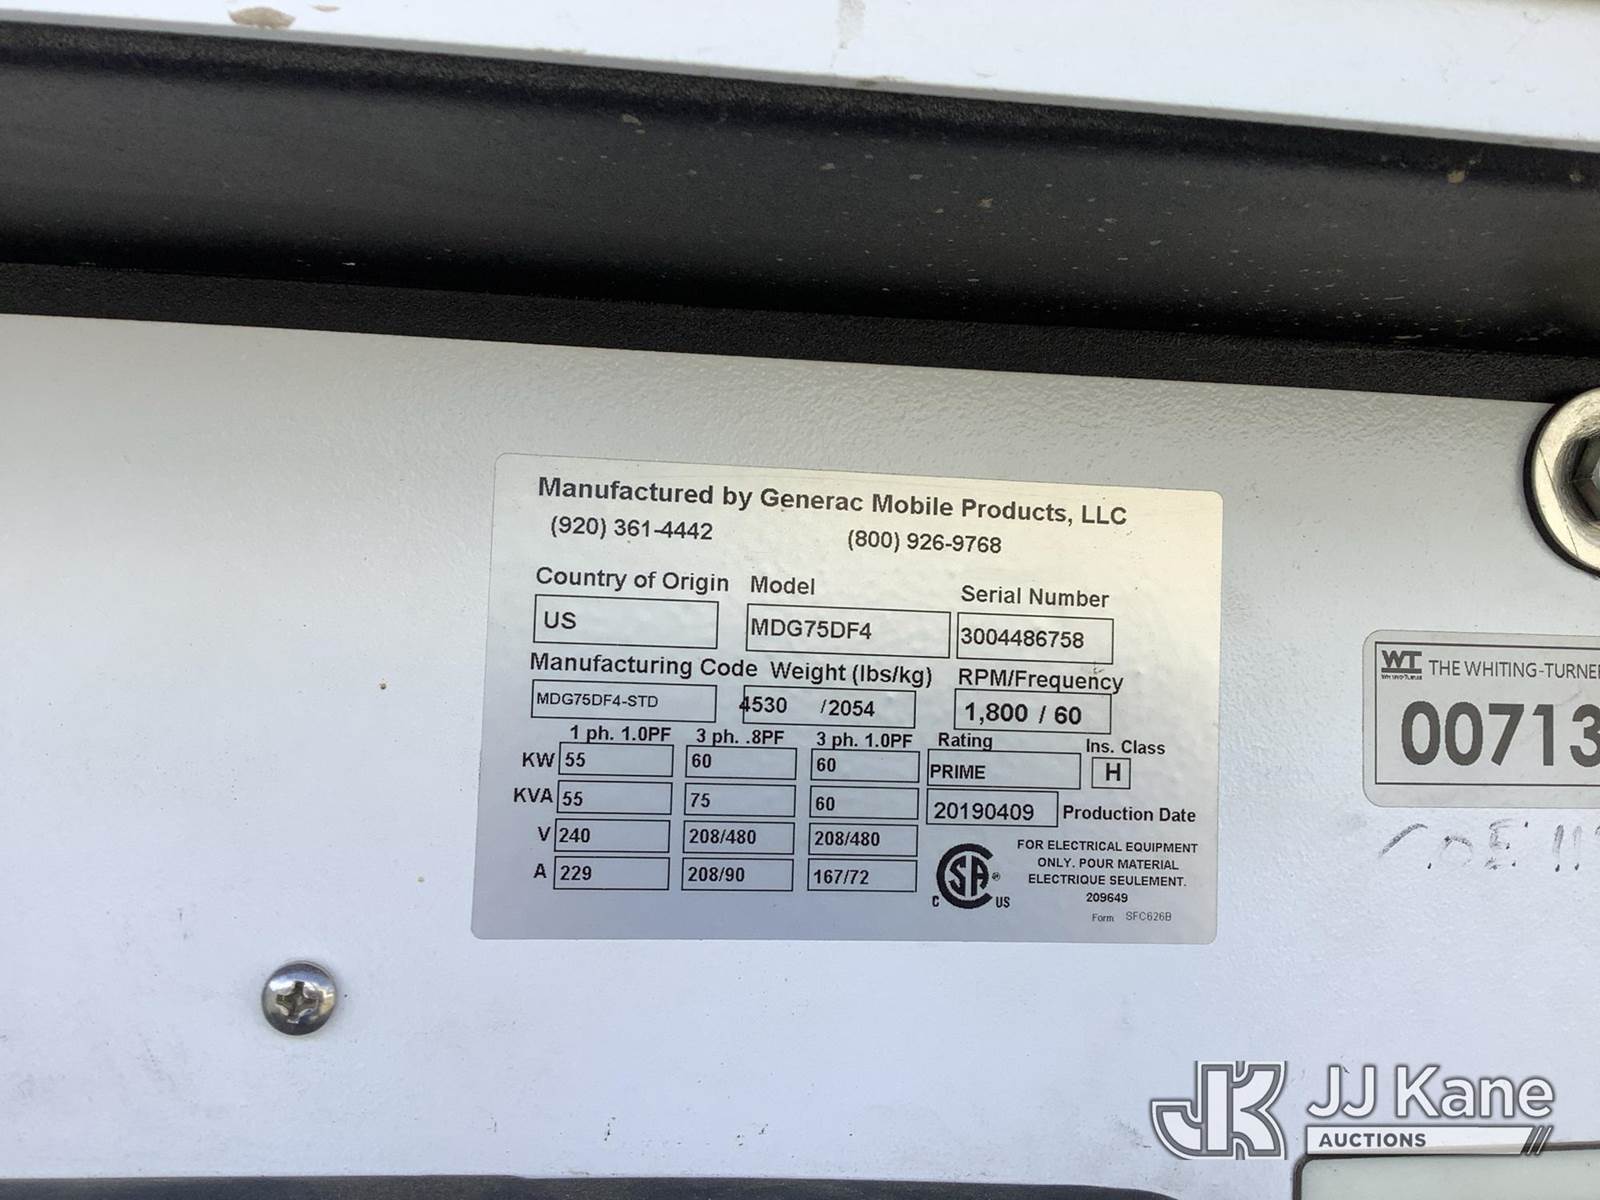 Manufactured by Generac Mobile Products, LLC
(920) 361-4442 (800) 926-9768
Country of Origin Model Serial Number
US MDG75DF4 3004486758
Manufacturing Code Weight (lbs/kg) RPM/Frequency
MDG75DF4-STD 4530 /2054 1,800 / 60
1 ph. 1.0PF 3 ph. .8PF 3 ph. 1.0PF Rating Ins. Class
KW 55 60 60 PRIME H
KVA 55 75 60 20190409 Production Date
V 240 208/480 208/480
A 229 208/90 167/72
CSA® C US
FOR ELECTRICAL EQUIPMENT
ONLY. POUR MATERIAL
ELECTRIQUE SEULEMENT.
209649
Form SFC626B
WT THE WHITING-TURNE
00713
JK JJ Kane
AUCTIONS